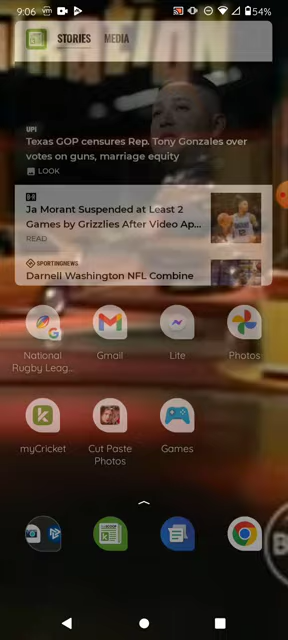 9:06
54%
STORIES MEDIA
UPI
Texas GOP censures Rep. Tony Gonzales over
votes on guns, marriage equity
LOOK
B/R
Ja Morant Suspended at Least 2
Games by Grizzlies After Video Ap...
READ
SPORTINGNEWS
Darnell Washington NFL Combine
National
Rugby Leag...
Gmail
Lite
Photos
myCricket
Cut Paste
Photos
Games